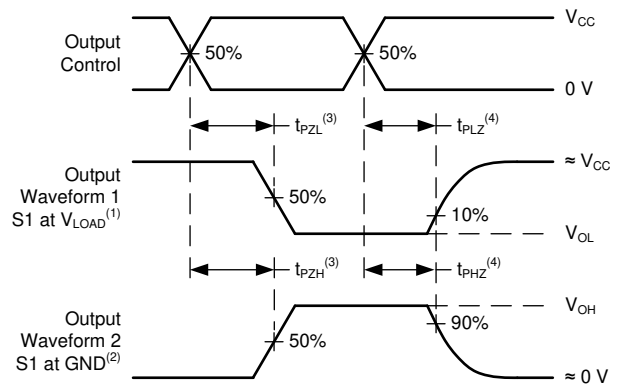 Output
Control
50%
50%
V_CC
0 V
t_PZL^(3)
t_PLZ^(4)
Output
Waveform 1
S1 at V_LOAD^(1)
50%
10%
≈ V_CC
V_OL
t_PZH^(3)
t_PHZ^(4)
Output
Waveform 2
S1 at GND^(2)
50%
90%
V_OH
≈ 0 V